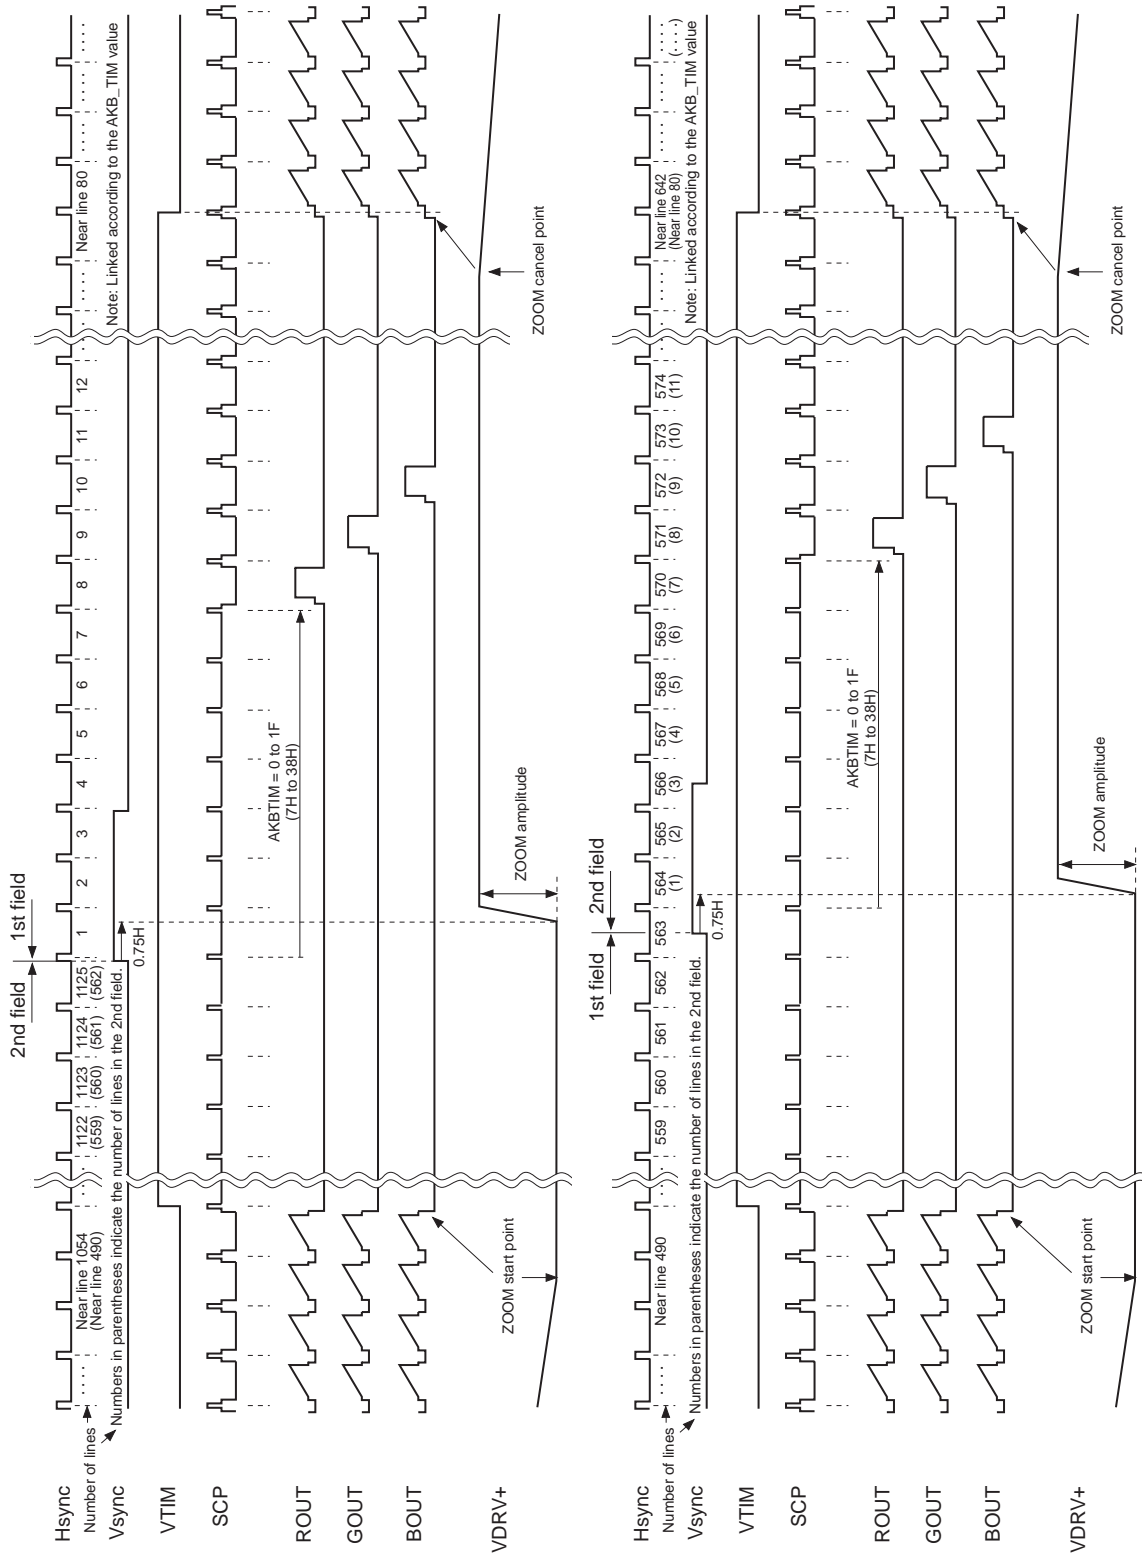 2nd field
1st field
Hsync
Near line 1054
(Near line 490)
1122
(559)
1123
(560)
1124
(561)
1125
(562)
1
2
3
4
5
6
7
8
9
10
11
12
Near line 80
Number of lines
Vsync
Numbers in parentheses indicate the number of lines in the 2nd field.
0.75H
Note: Linked according to the AKB_TIM value
VTIM
SCP
AKBTIM = 0 to 1F
(7H to 38H)
ROUT
GOUT
BOUT
VDRV+
ZOOM start point
ZOOM amplitude
ZOOM cancel point
1st field
2nd field
Hsync
Near line 490
559
560
561
562
563
564
(1)
565
(2)
566
(3)
567
(4)
568
(5)
569
(6)
570
(7)
571
(8)
572
(9)
573
(10)
574
(11)
Near line 642
(Near line 80)
Number of lines
Vsync
Numbers in parentheses indicate the number of lines in the 2nd field.
0.75H
Note: Linked according to the AKB_TIM value
VTIM
SCP
AKBTIM = 0 to 1F
(7H to 38H)
ROUT
GOUT
BOUT
VDRV+
ZOOM start point
ZOOM amplitude
ZOOM cancel point